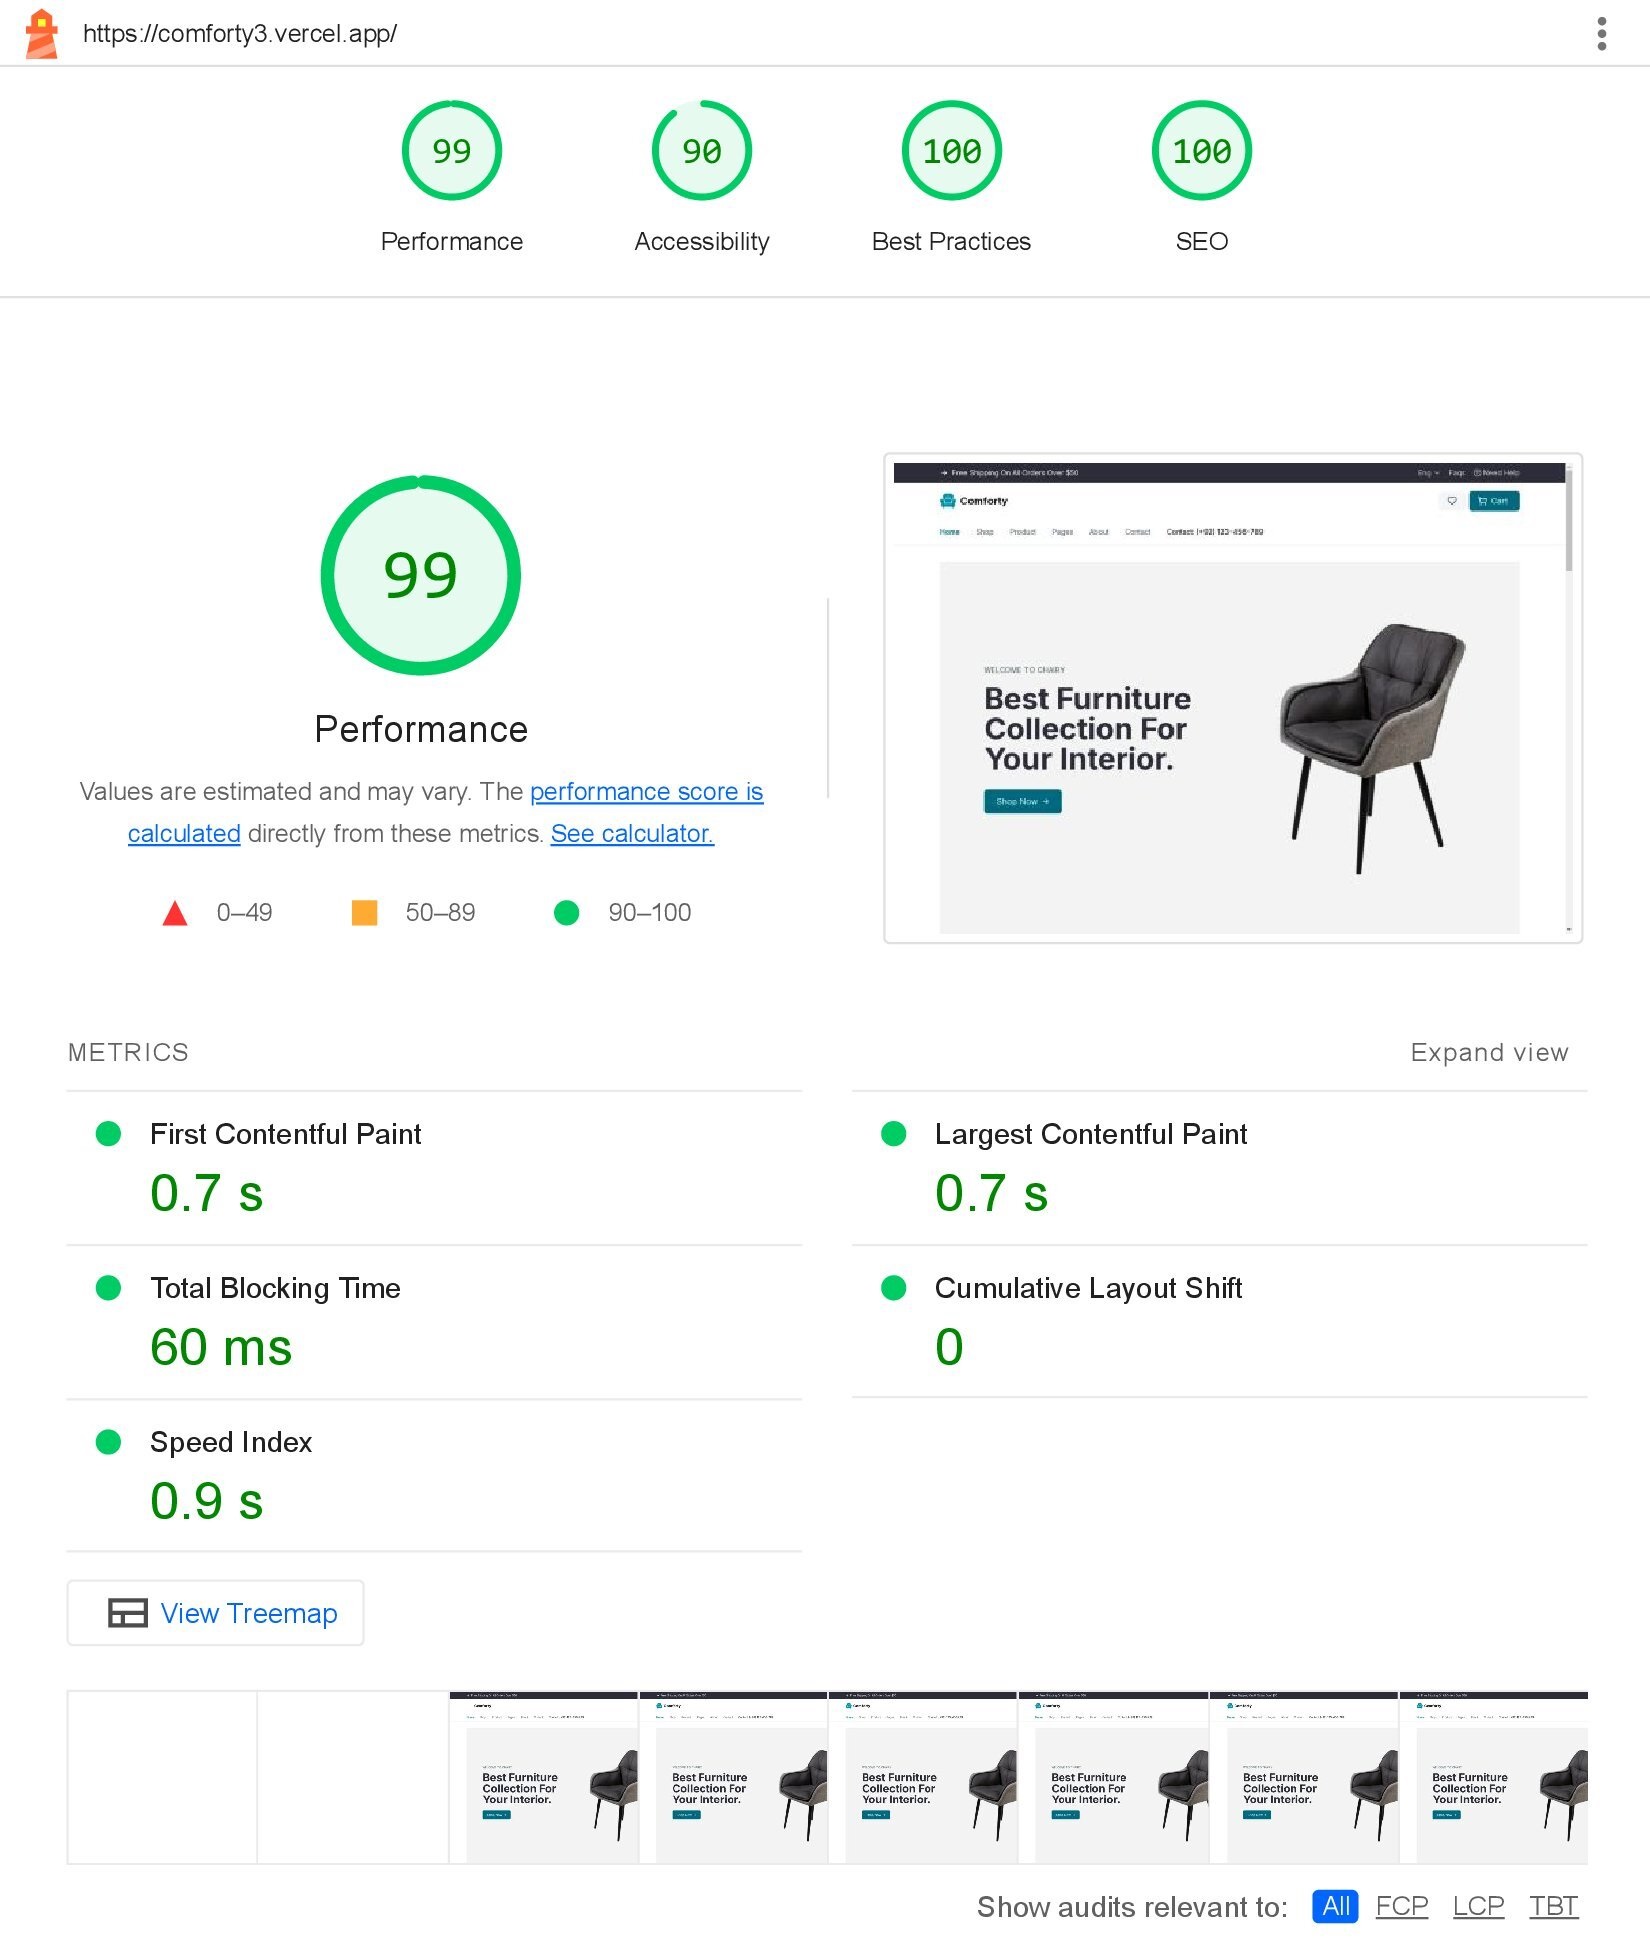 https://comforty3.vercel.app/
99
90
100
100
Performance
Accessibility
Best Practices
SEO
99
Performance
Values are estimated and may vary. The performance score is
calculated directly from these metrics. See calculator.
0–49
50–89
90–100
Free Shipping On All Orders Over $50
Eng
Faqs
Need Help
Comforty
Cart
Home
Shop
Product
Pages
About
Contact
WELCOME TO CHAIRY
Best Furniture
Collection For
Your Interior.
Shop Now
METRICS
Expand view
First Contentful Paint
0.7 s
Largest Contentful Paint
0.7 s
Total Blocking Time
60 ms
Cumulative Layout Shift
0
Speed Index
0.9 s
View Treemap
Best Furniture
Collection For
Your Interior.
Best Furniture
Collection For
Your Interior.
Best Furniture
Collection For
Your Interior.
Best Furniture
Collection For
Your Interior.
Best Furniture
Collection For
Your Interior.
Best Furniture
Collection For
Your Interior.
Show audits relevant to: All FCP LCP TBT